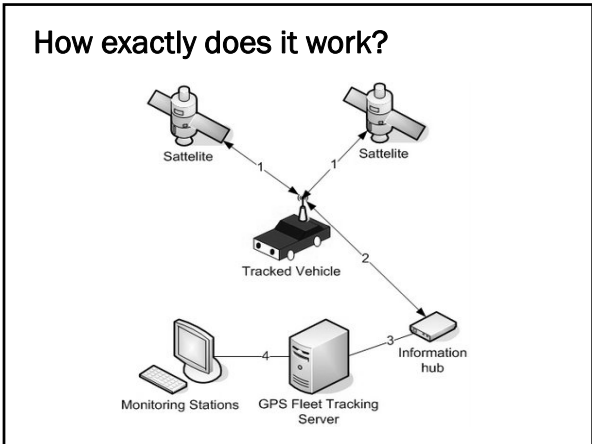 How exactly does it work?
Sattelite
Sattelite
1
1
Tracked Vehicle
2
3
Information
hub
4
Monitoring Stations
GPS Fleet Tracking
Server